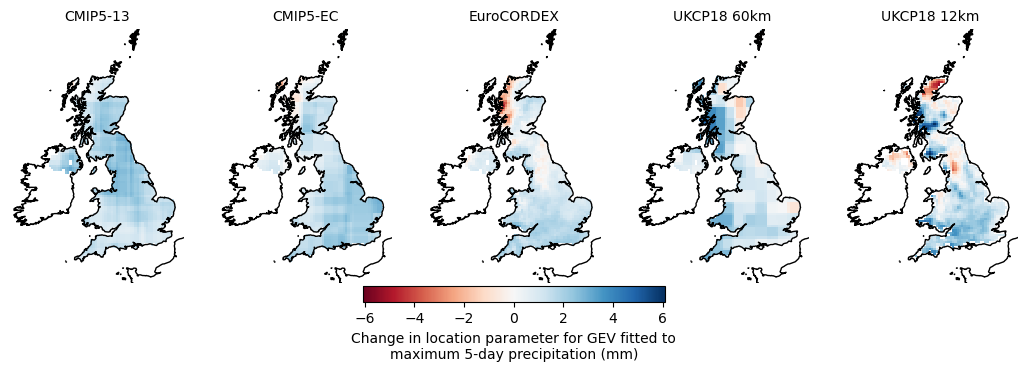 CMIP5-13
CMIP5-EC
EuroCORDEX
UKCP18 60km
UKCP18 12km
−6 −4 −2 0 2 4 6
Change in location parameter for GEV fitted to
maximum 5-day precipitation (mm)